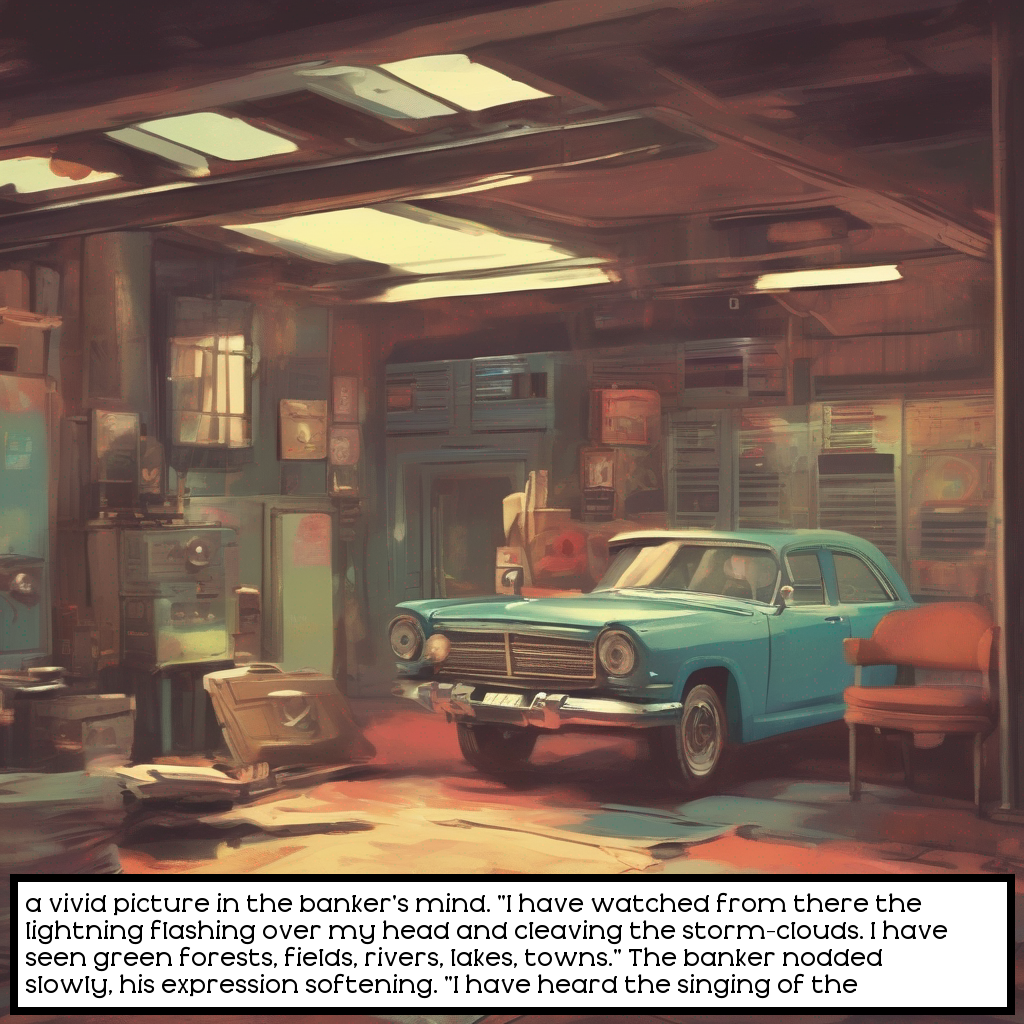 a vivid picture in the banker's mind. "I have watched from there the
lightning flashing over my head and cleaving the storm-clouds. I have
seen green forests, fields, rivers, lakes, towns." The banker nodded
slowly, his expression softening. "I have heard the singing of the